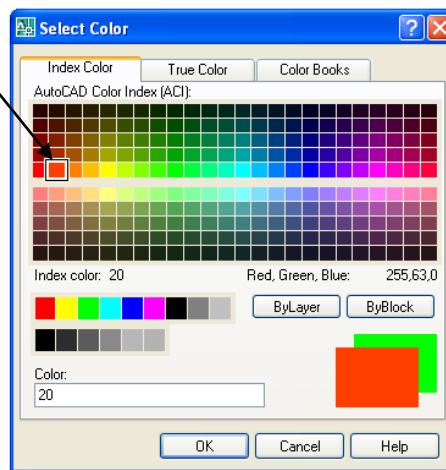 Select Color
Index Color True Color Color Books
AutoCAD Color Index (ACI):
Index color: 20 Red, Green, Blue: 255,63,0
ByLayer ByBlock
Color:
20
OK Cancel Help